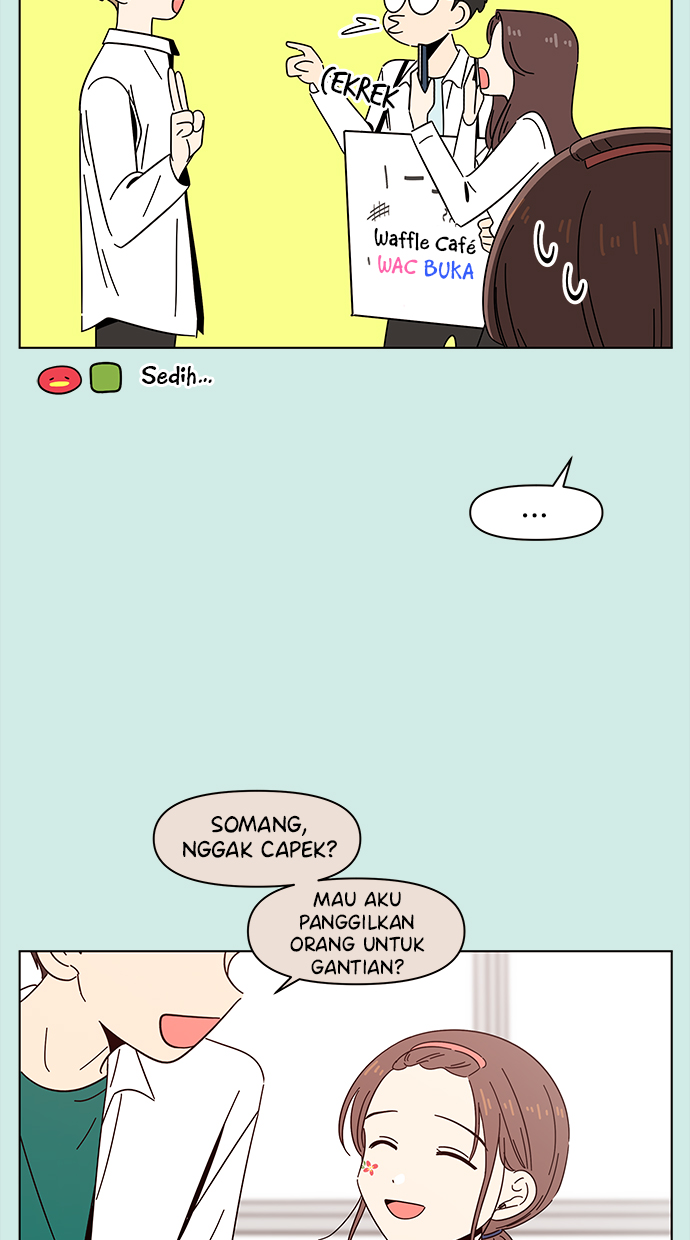 CEKREK
Waffle Café
WAC BUKA
Sedih...
...
SOMANG,
NGGAK CAPEK?
MAU AKU
PANGGILKAN
ORANG UNTUK
GANTIAN?